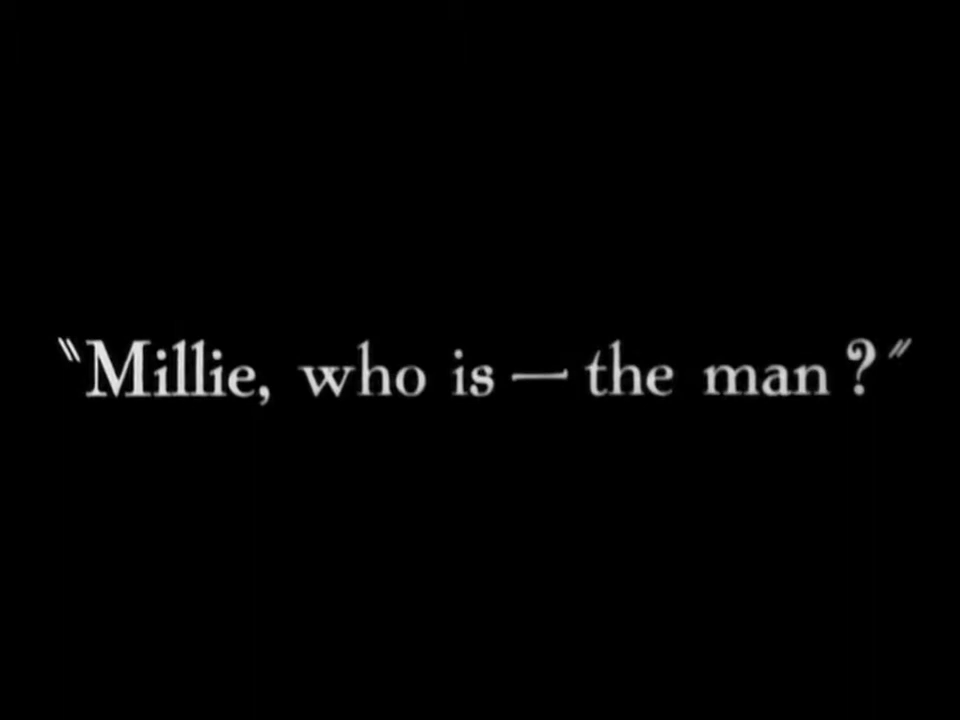 "Millie, who is — the man?"